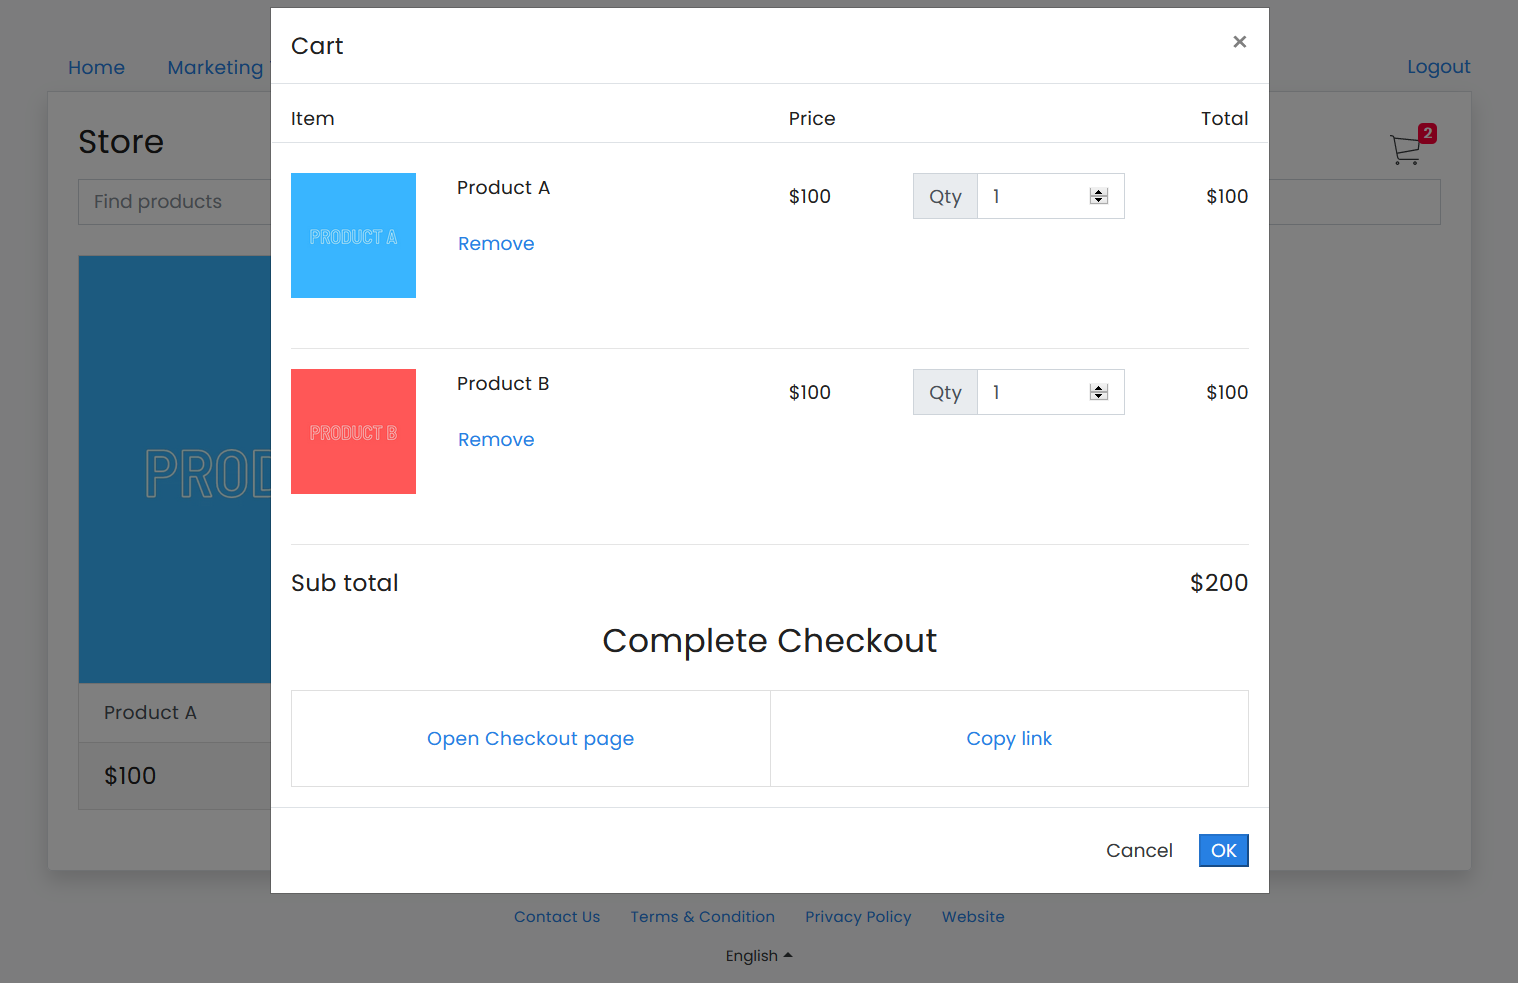 Cart ×
Home Marketing Logout
Item Price Total
Store 2
Product A
Find products
$100 Qty 1 $100
PRODUCT A
Remove
Product B
$100 Qty 1 $100
PRODUCT B
Remove
PROD
Sub total $200
Complete Checkout
Product A
Open Checkout page Copy link
$100
Cancel OK
Contact Us Terms & Condition Privacy Policy Website
English